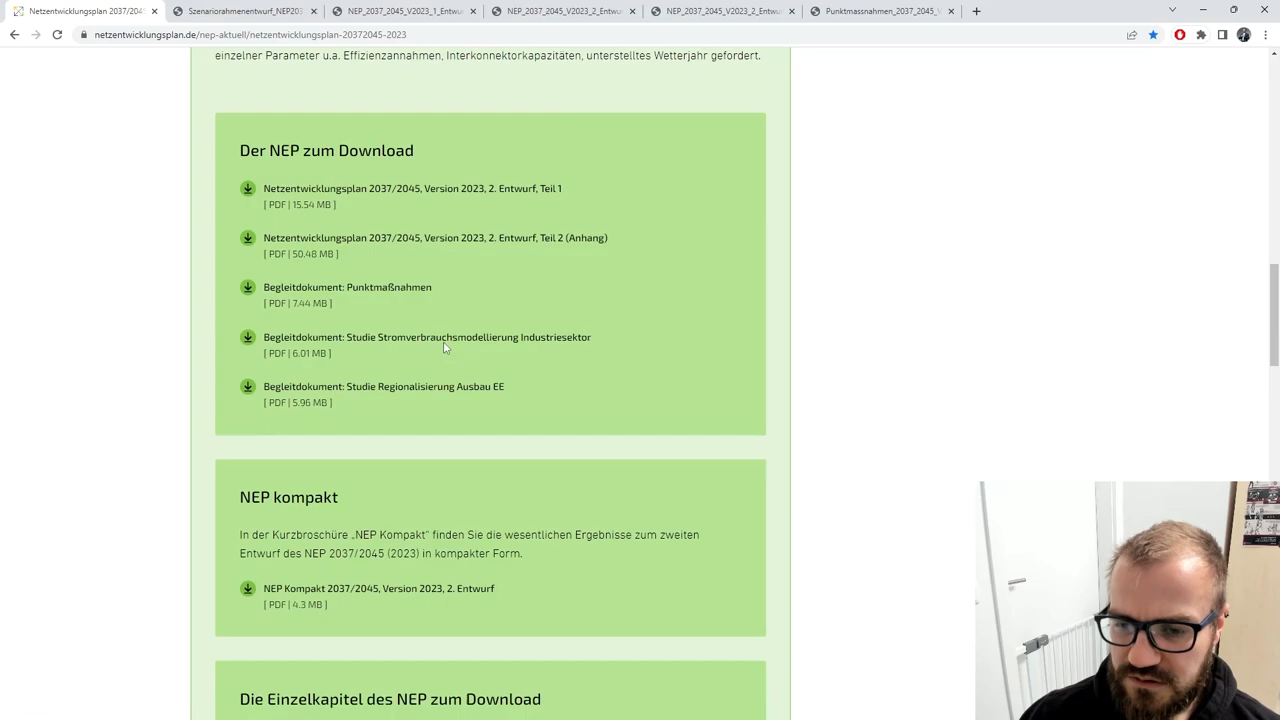 Netzentwicklungsplan 2037/2045
Szenariorahmenentwurf_NEP203
NEP_2037_2045_V2023_1_Entwu
NEP_2037_2045_V2023_2_Entwu
NEP_2037_2045_V2023_2_Entwu
Punktmassnahmen_2037_2045_V
netzentwicklungsplan.de/nep-aktuell/netzentwicklungsplan-20372045-2023
einzelner Parameter u.a. Effizienzannahmen, Interkonnektorkapazitäten, unterstelltes Wetterjahr gefordert.
Der NEP zum Download
Netzentwicklungsplan 2037/2045, Version 2023, 2. Entwurf, Teil 1
[ PDF | 15.54 MB ]
Netzentwicklungsplan 2037/2045, Version 2023, 2. Entwurf, Teil 2 (Anhang)
[ PDF | 50.48 MB ]
Begleitdokument: Punktmaßnahmen
[ PDF | 7.44 MB ]
Begleitdokument: Studie Stromverbrauchsmodellierung Industriesektor
[ PDF | 6.01 MB ]
Begleitdokument: Studie Regionalisierung Ausbau EE
[ PDF | 5.96 MB ]
NEP kompakt
In der Kurzbroschüre „NEP Kompakt“ finden Sie die wesentlichen Ergebnisse zum zweiten
Entwurf des NEP 2037/2045 (2023) in kompakter Form.
NEP Kompakt 2037/2045, Version 2023, 2. Entwurf
[ PDF | 4.3 MB ]
Die Einzelkapitel des NEP zum Download